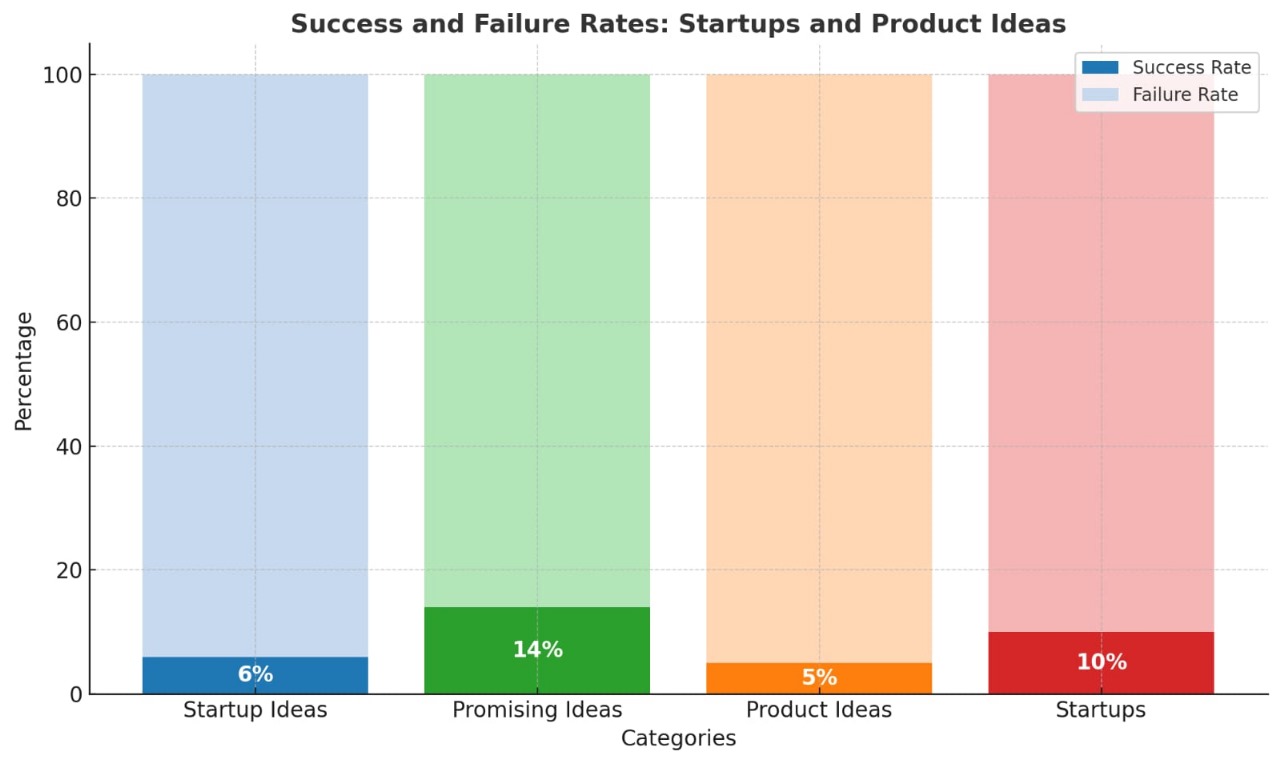 Success and Failure Rates: Startups and Product Ideas
Success Rate
Failure Rate
100
80
60
40
20
0
Percentage
6%
14%
5%
10%
Startup Ideas
Promising Ideas
Product Ideas
Startups
Categories